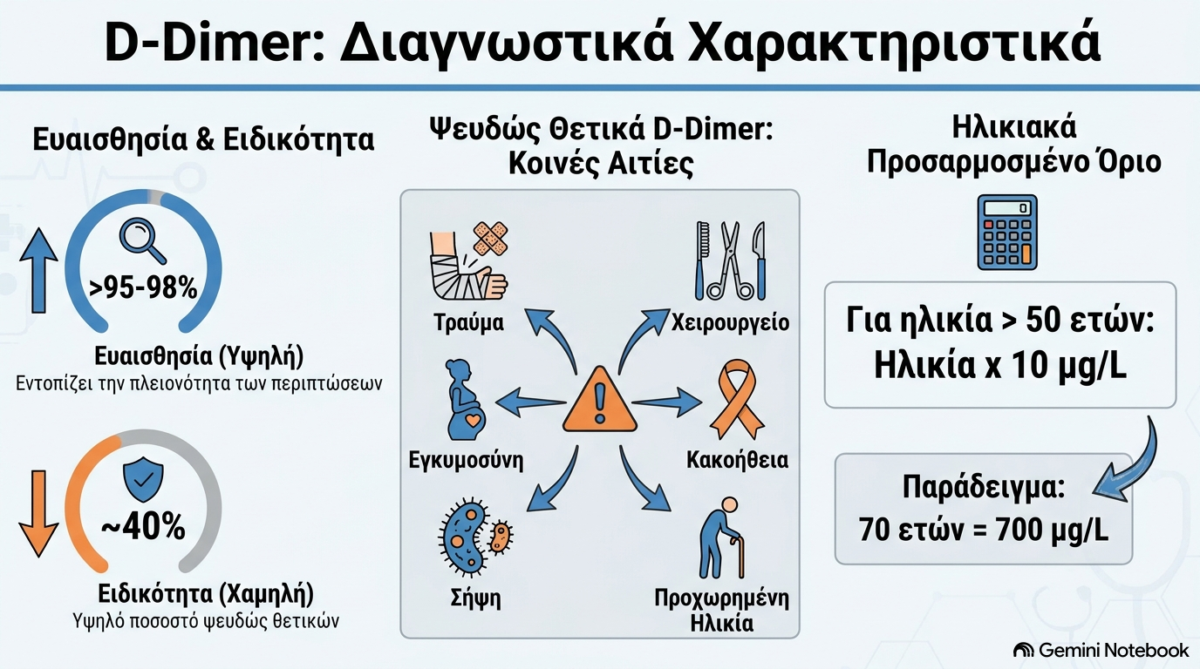 D-Dimer: Διαγνωστικά Χαρακτηριστικά
Ευαισθησία & Ειδικότητα
>95-98%
Ευαισθησία (Υψηλή)
Εντοπίζει την πλειονότητα των περιπτώσεων
~40%
Ειδικότητα (Χαμηλή)
Υψηλό ποσοστό ψευδώς θετικών
Ψευδώς Θετικά D-Dimer:
Κοινές Αιτίες
Τραύμα
Χειρουργείο
Εγκυμοσύνη
Κακοήθεια
Σήψη
Προχωρημένη
Ηλικία
Ηλικιακά
Προσαρμοσμένο Όριο
0
Για ηλικία > 50 ετών:
Ηλικία x 10 μg/L
Παράδειγμα:
70 ετών = 700 μg/L
Gemini Notebook